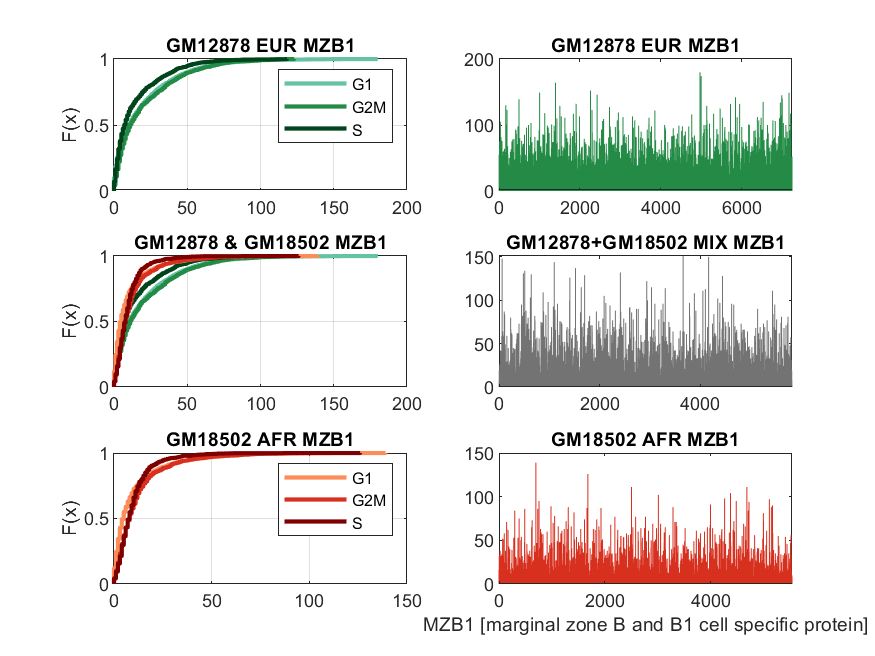 GM12878 EUR MZB1
F(x)
1
0.5
0
0 50 100 150 200
G1
G2M
S
GM12878 EUR MZB1
200
150
100
50
0
2000 4000 6000
GM12878 & GM18502 MZB1
F(x)
1
0.5
0
0 50 100 150 200
GM12878+GM18502 MIX MZB1
150
100
50
0
0 2000 4000
GM18502 AFR MZB1
F(x)
1
0.5
0
0 50 100 150
G1
G2M
S
GM18502 AFR MZB1
150
100
50
0
0 2000 4000
MZB1 [marginal zone B and B1 cell specific protein]